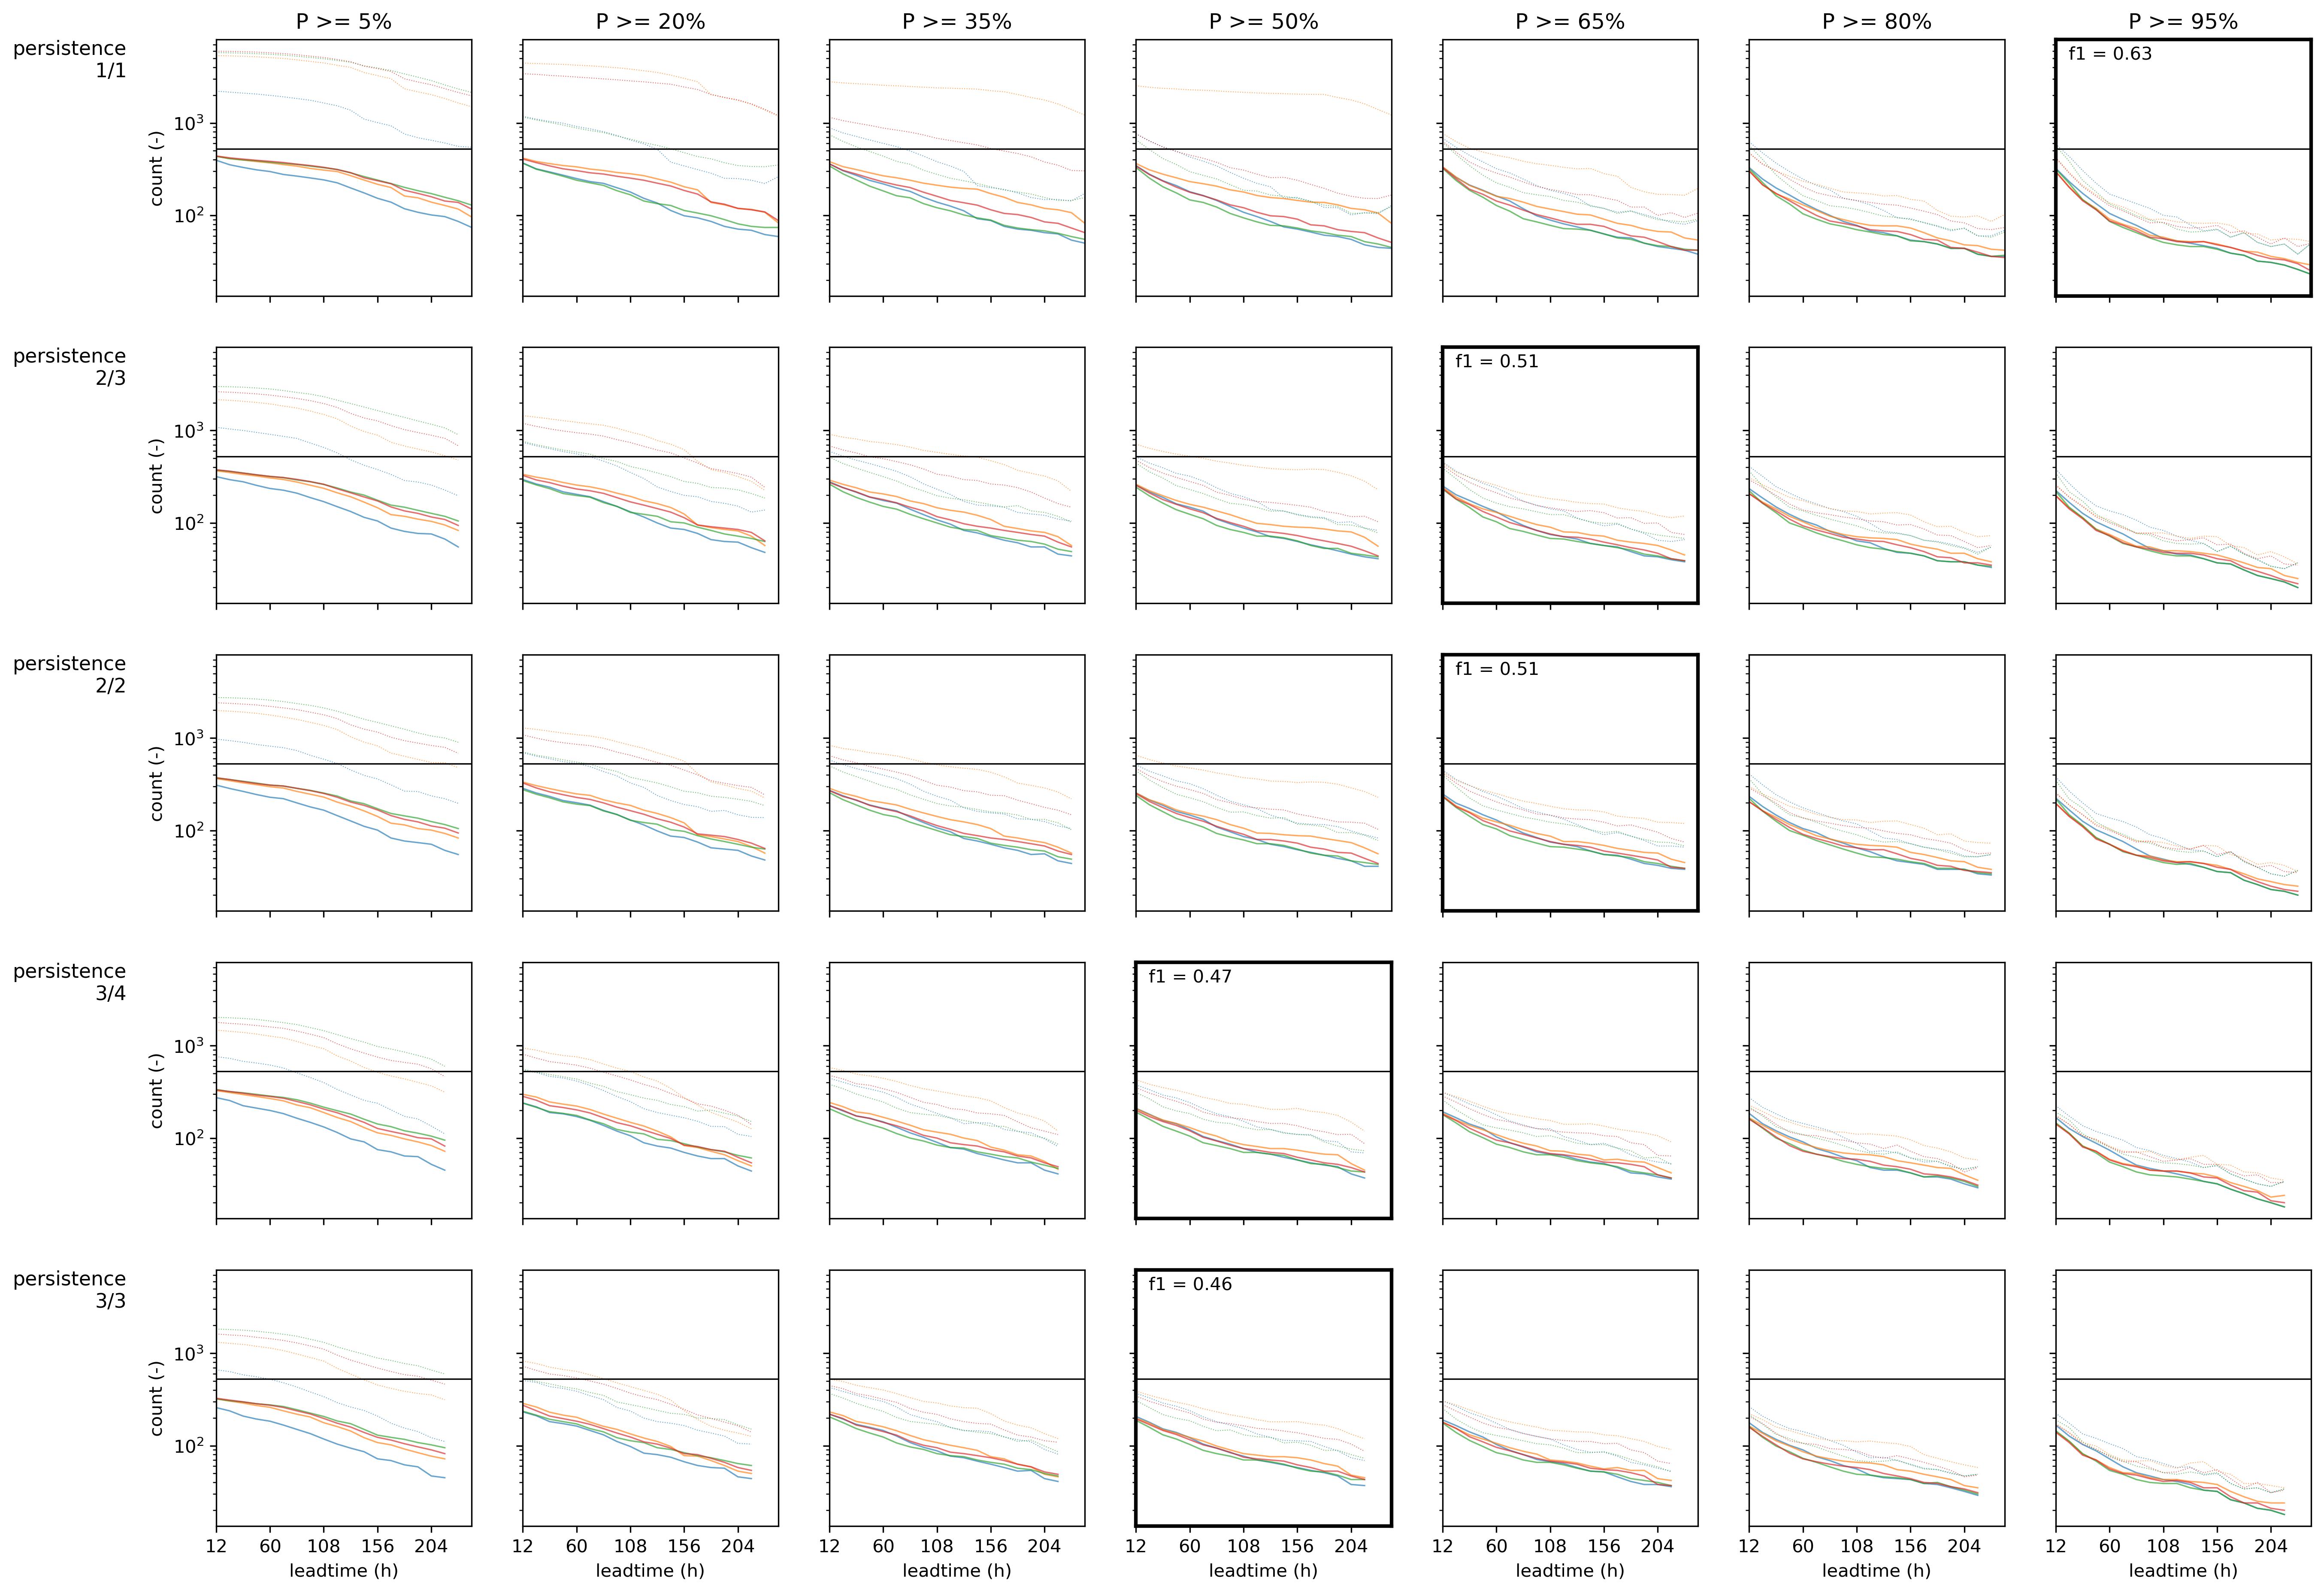 P >= 5% P >= 20% P >= 35% P >= 50% P >= 65% P >= 80% P >= 95%
persistence
1/1
count (-)
10³
10²
f1 = 0.63
persistence
2/3
count (-)
10³
10²
f1 = 0.51
persistence
2/2
count (-)
10³
10²
f1 = 0.51
persistence
3/4
count (-)
10³
10²
f1 = 0.47
persistence
3/3
count (-)
10³
10²
f1 = 0.46
12 60 108 156 204 12 60 108 156 204 12 60 108 156 204 12 60 108 156 204 12 60 108 156 204 12 60 108 156 204 12 60 108 156 204
leadtime (h) leadtime (h) leadtime (h) leadtime (h) leadtime (h) leadtime (h) leadtime (h)